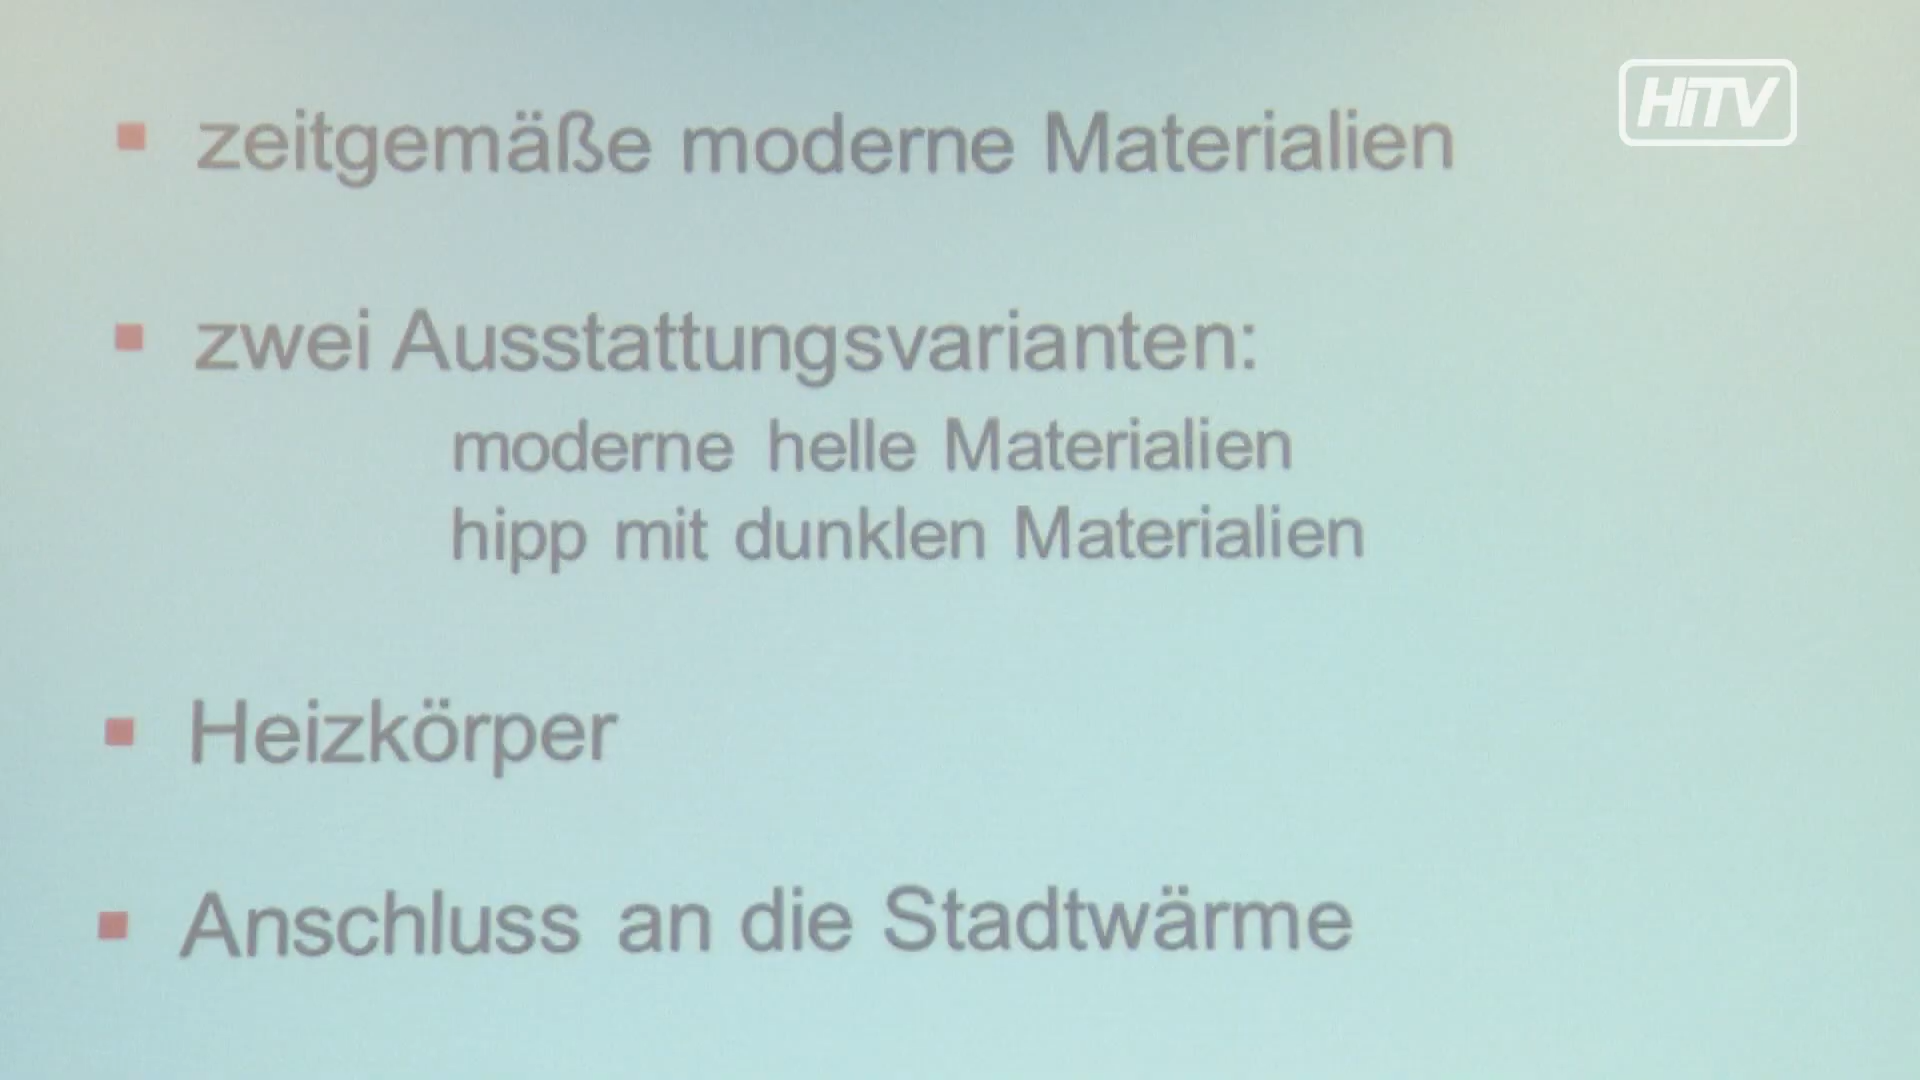 HiTV
zeitgemäße moderne Materialien
zwei Ausstattungsvarianten:
moderne helle Materialien
hipp mit dunklen Materialien
Heizkörper
Anschluss an die Stadtwärme